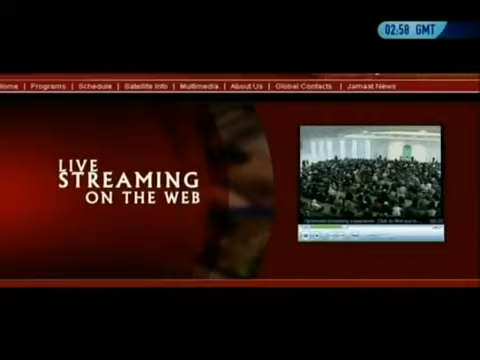 02:58 GMT
Home | Programs | Schedule | Satellite Info | Multimedia | About Us | Global Contacts | Jamaat News
LIVE
STREAMING
ON THE WEB